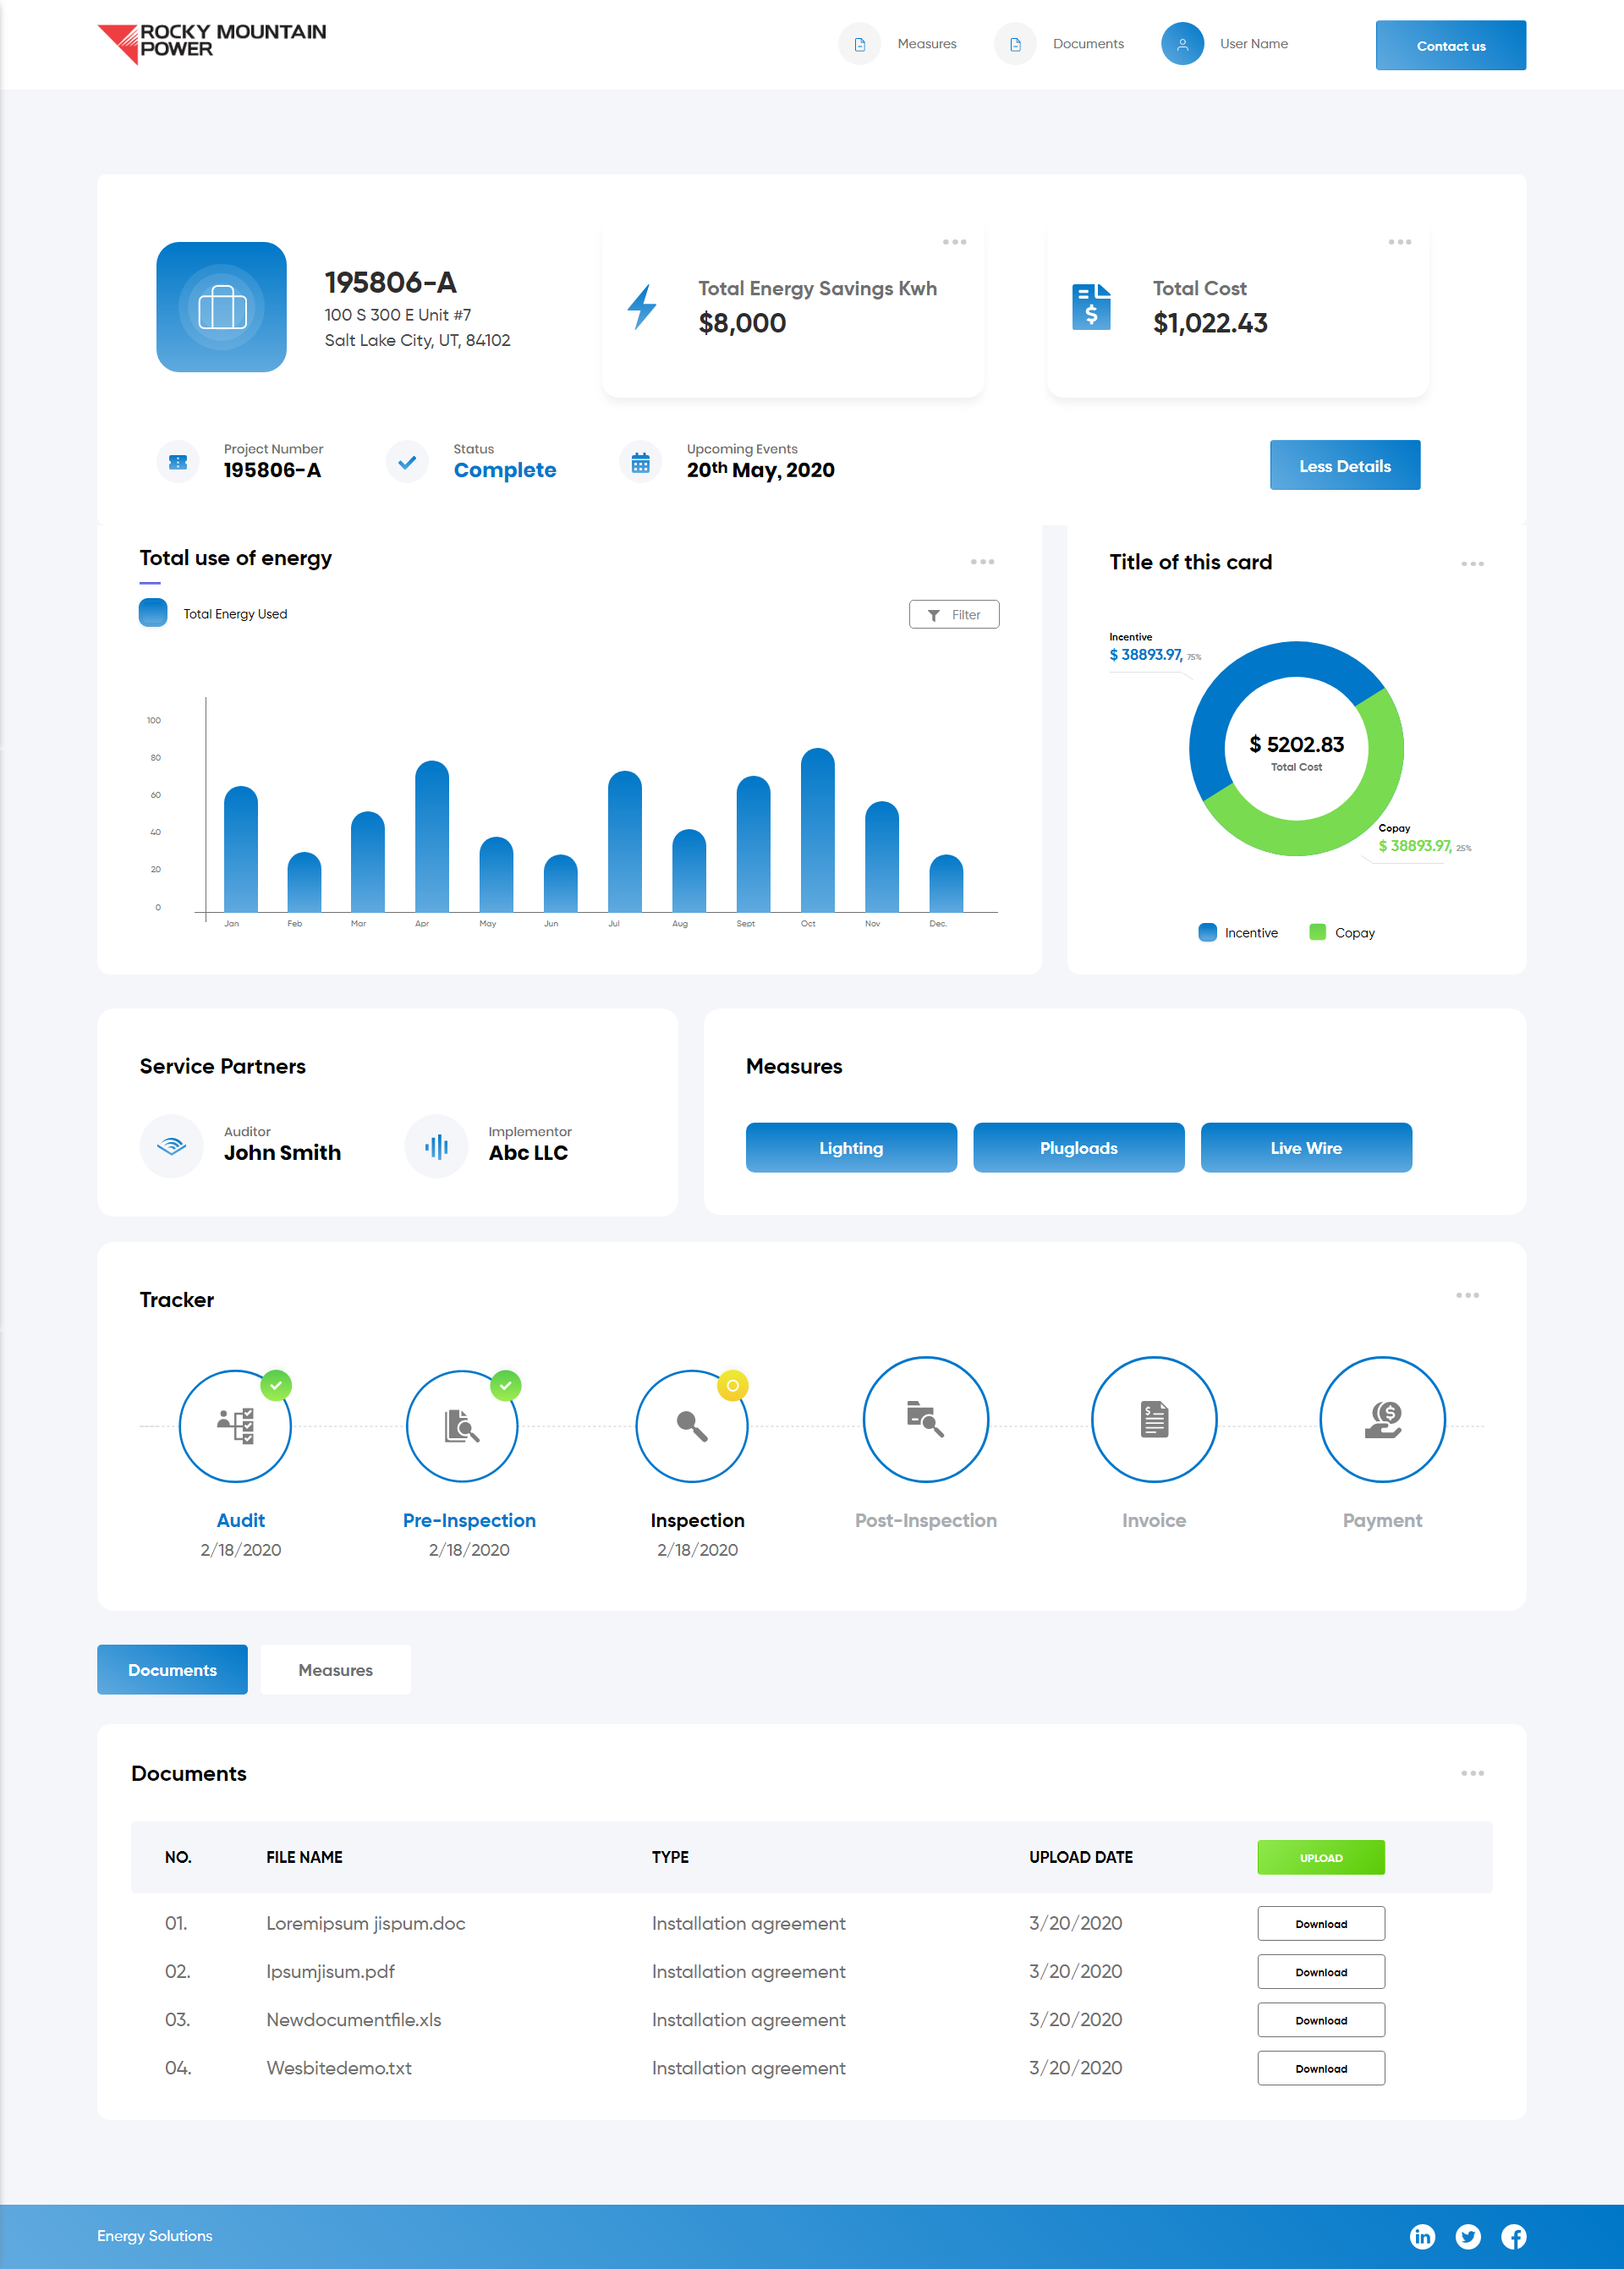 ROCKY MOUNTAIN
POWER
Measures
Documents
User Name
Contact us
195806-A
100 S 300 E Unit #7
Salt Lake City, UT, 84102
Total Energy Savings Kwh
$8,000
Total Cost
$1,022.43
Project Number
195806-A
Status
Complete
Upcoming Events
20th May, 2020
Less Details
Total use of energy
Total Energy Used
Filter
100
80
60
40
20
0
Jan Feb Mar Apr May Jun Jul Aug Sept Oct Nov Dec.
Title of this card
Incentive
$ 38893.97, 75%
$ 5202.83
Total Cost
Copay
$ 38893.97, 25%
Incentive
Copay
Service Partners
Auditor
John Smith
Implementor
Abc LLC
Measures
Lighting
Plugloads
Live Wire
Tracker
Audit
2/18/2020
Pre-Inspection
2/18/2020
Inspection
2/18/2020
Post-Inspection
Invoice
Payment
Documents
Measures
Documents
NO. FILE NAME TYPE UPLOAD DATE UPLOAD
01. Loremipsum jispum.doc Installation agreement 3/20/2020 Download
02. Ipsumjisum.pdf Installation agreement 3/20/2020 Download
03. Newdocumentfile.xls Installation agreement 3/20/2020 Download
04. Wesbitedemo.txt Installation agreement 3/20/2020 Download
Energy Solutions